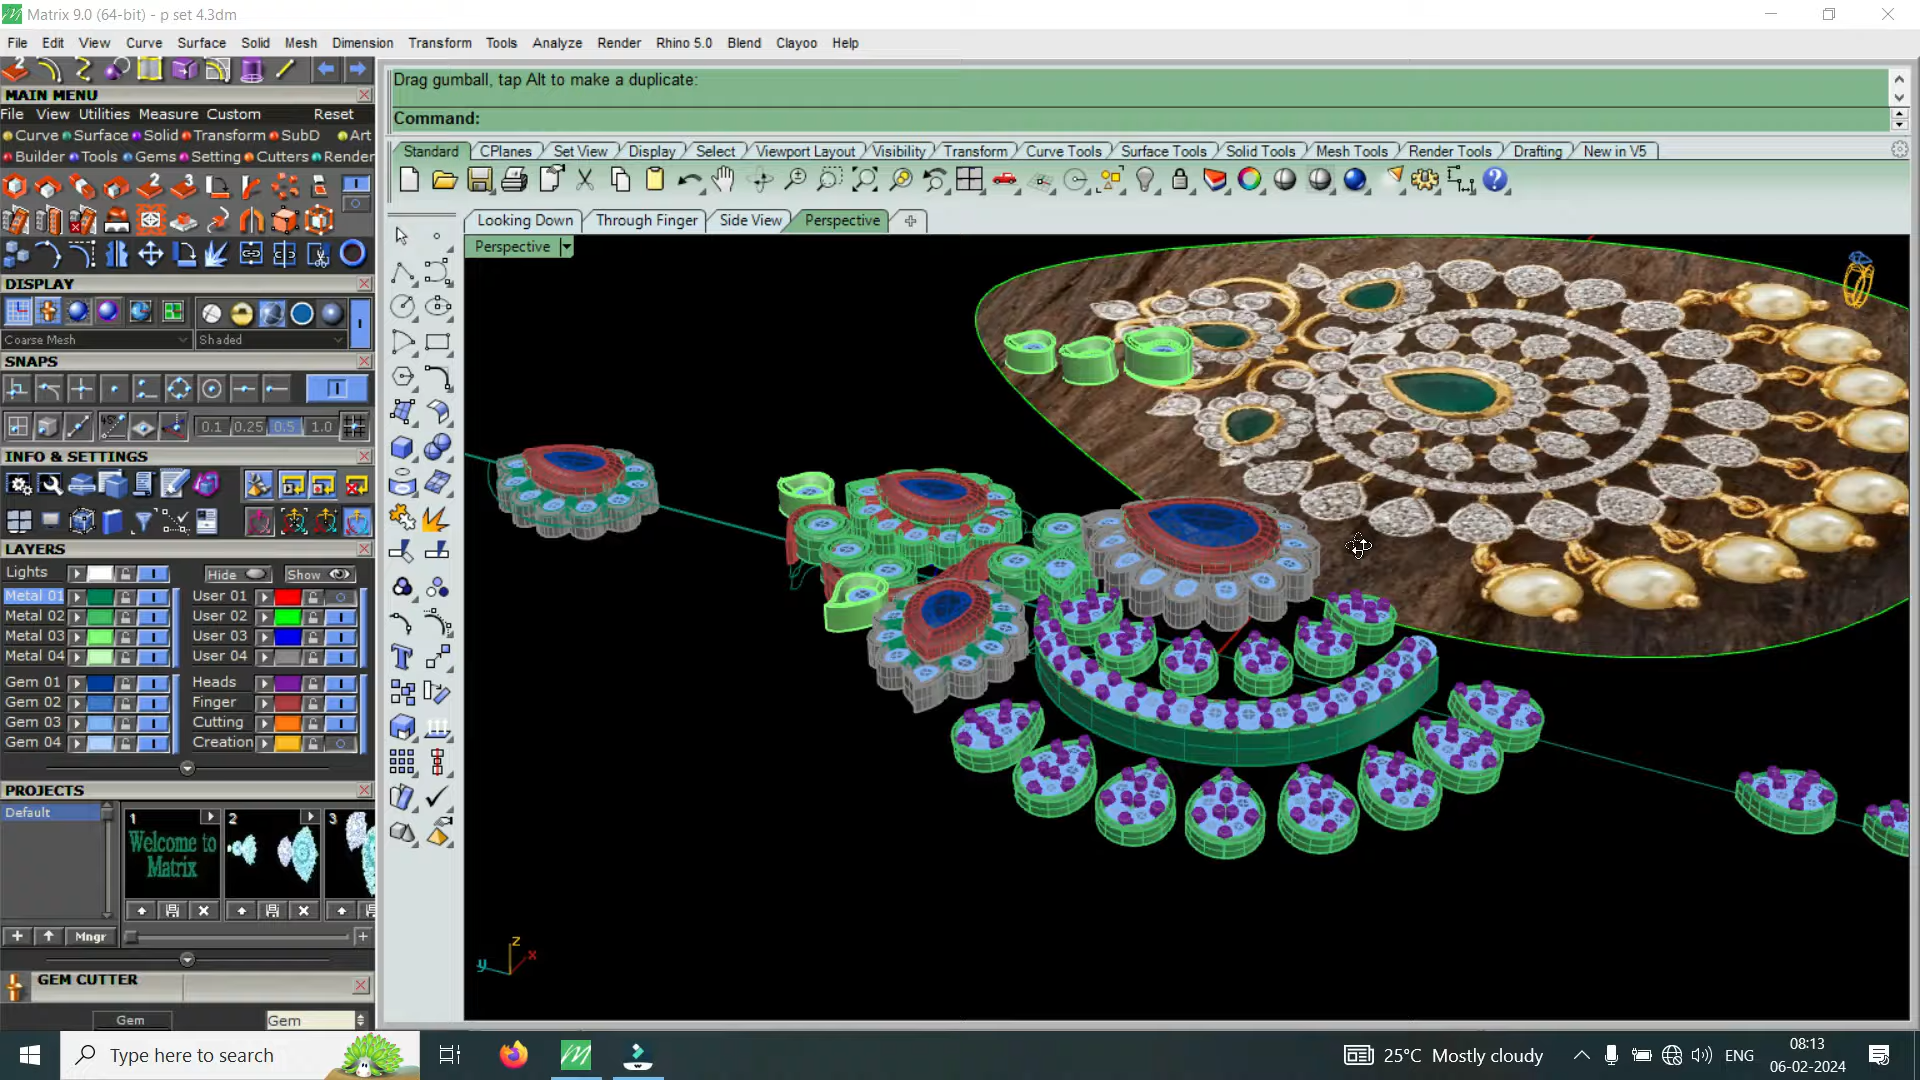 Matrix 9.0 (64-bit) - p set 4.3dm
File Edit View Curve Surface Solid Mesh Dimension Transform Tools Analyze Render Rhino 5.0 Blend Clayoo Help
MAIN MENU
File View Utilities Measure Custom Reset
Curve Surface Solid Transform SubD Art
Builder Tools Gems Setting Cutters Render
DISPLAY
Coarse Mesh Shaded
SNAPS
0.1 0.25 0.5 1.0
INFO & SETTINGS
LAYERS
Lights Hide Show
Metal 01 User 01
Metal 02 User 02
Metal 03 User 03
Metal 04 User 04
Gem 01 Heads
Gem 02 Finger
Gem 03 Cutting
Gem 04 Creation
PROJECTS
Default
1 2 3
Welcome to
Matrix
Mngr
GEM CUTTER
Gem Gem
Drag gumball, tap Alt to make a duplicate:
Command:
Standard CPlanes Set View Display Select Viewport Layout Visibility Transform Curve Tools Surface Tools Solid Tools Mesh Tools Render Tools Drafting New in V5
Looking Down Through Finger Side View Perspective
Perspective
z
x
y
Type here to search
25°C Mostly cloudy
ENG
08:13
06-02-2024